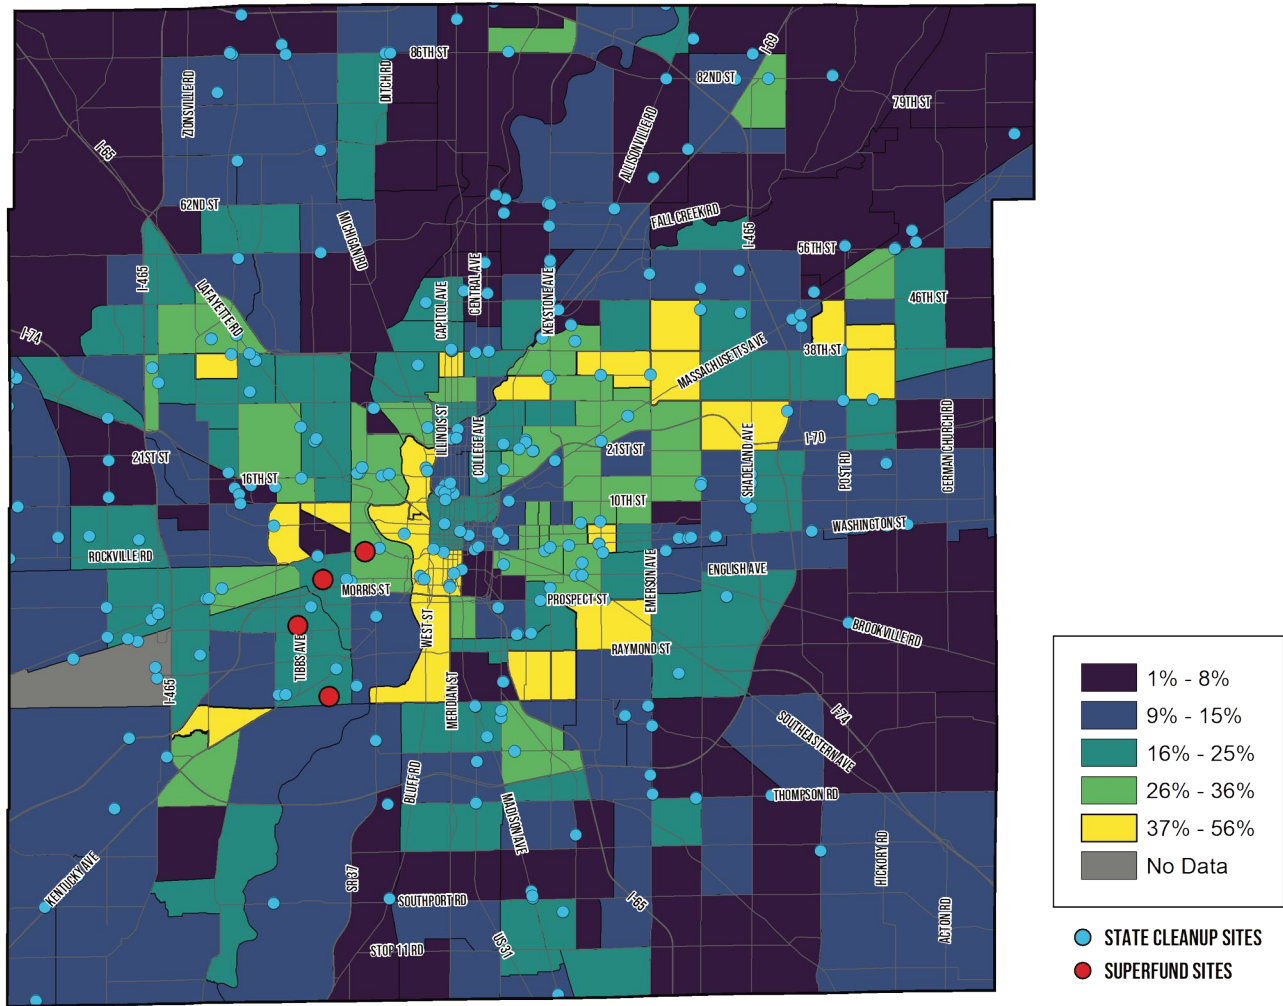 86TH ST
I-69
82ND ST
ZIONSVILLE RD
DITCH RD
79TH ST
ALLISONVILLE RD
I-65
62ND ST
MICHIGAN RD
FALL CREEK RD
I-465
56TH ST
I-465
CENTRAL AVE
CAPITOL AVE
KEYSTONE AVE
46TH ST
LAFAYETTE RD
I-74
38TH ST
MASSACHUSETTS AVE
ILLINOIS ST
COLLEGE AVE
GERMAN CHURCH RD
I-70
21ST ST
21ST ST
SHADELAND AVE
POST RD
16TH ST
10TH ST
WASHINGTON ST
ROCKVILLE RD
ENGLISH AVE
EMERSON AVE
MORRIS ST
PROSPECT ST
WEST ST
BROOKVILLE RD
TIBBS AVE
RAYMOND ST
I-465
MERIDIAN ST
I-74
SOUTHEASTERN AVE
BLUFF RD
THOMPSON RD
MADISON AVE
HICKORY RD
KENTUCKY AVE
SR 37
SOUTHPORT RD
I-65
ACTON RD
STOP 11 RD
US 31
1% - 8%
9% - 15%
16% - 25%
26% - 36%
37% - 56%
No Data
STATE CLEANUP SITES
SUPERFUND SITES